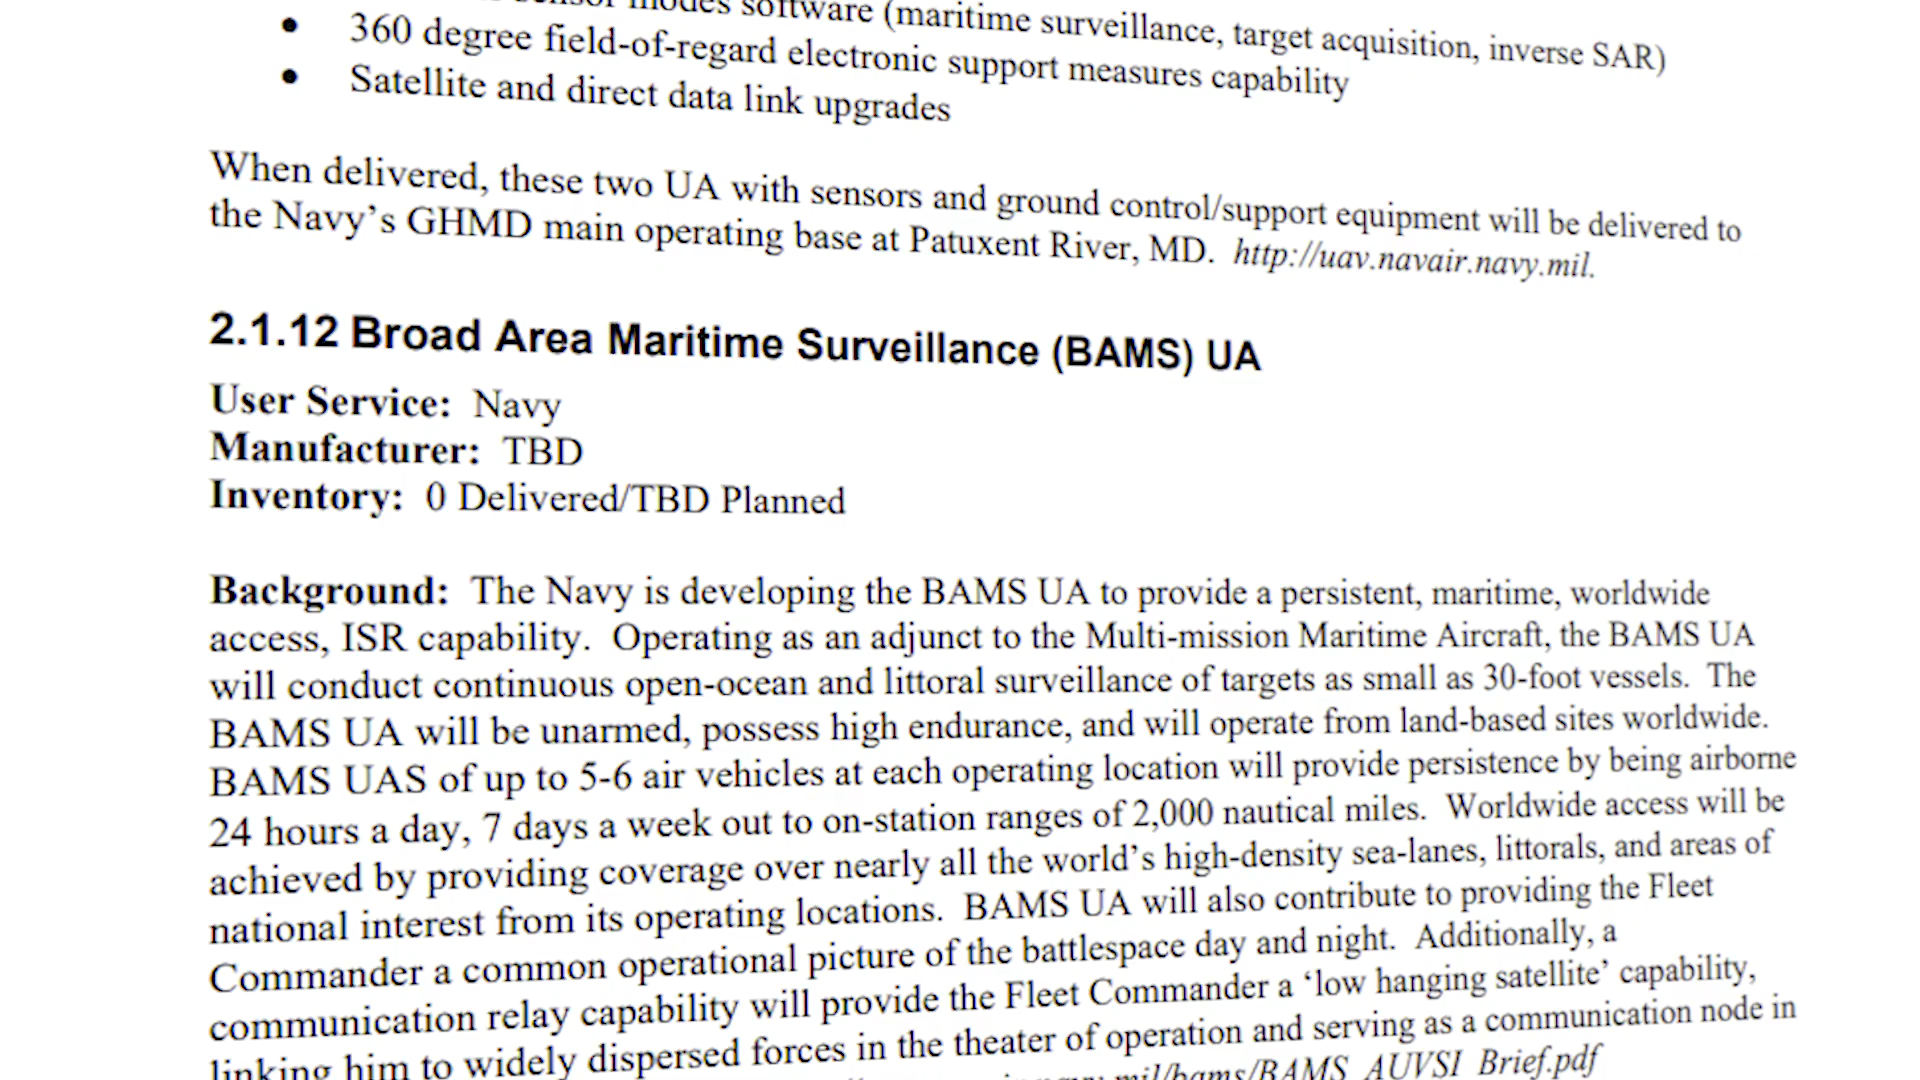 modes software (maritime surveillance, target acquisition, inverse SAR)
• 360 degree field-of-regard electronic support measures capability
• Satellite and direct data link upgrades
When delivered, these two UA with sensors and ground control/support equipment will be delivered to
the Navy's GHMD main operating base at Patuxent River, MD. http://uav.navair.navy.mil.
2.1.12 Broad Area Maritime Surveillance (BAMS) UA
User Service: Navy
Manufacturer: TBD
Inventory: 0 Delivered/TBD Planned
Background: The Navy is developing the BAMS UA to provide a persistent, maritime, worldwide
access, ISR capability. Operating as an adjunct to the Multi-mission Maritime Aircraft, the BAMS UA
will conduct continuous open-ocean and littoral surveillance of targets as small as 30-foot vessels. The
BAMS UA will be unarmed, possess high endurance, and will operate from land-based sites worldwide.
BAMS UAS of up to 5-6 air vehicles at each operating location will provide persistence by being airborne
24 hours a day, 7 days a week out to on-station ranges of 2,000 nautical miles. Worldwide access will be
achieved by providing coverage over nearly all the world's high-density sea-lanes, littorals, and areas of
national interest from its operating locations. BAMS UA will also contribute to providing the Fleet
Commander a common operational picture of the battlespace day and night. Additionally, a
communication relay capability will provide the Fleet Commander a ‘low hanging satellite’ capability,
linking him to widely dispersed forces in the theater of operation and serving as a communication node in
mil/bams/BAMS_AUVSI_Brief.pdf